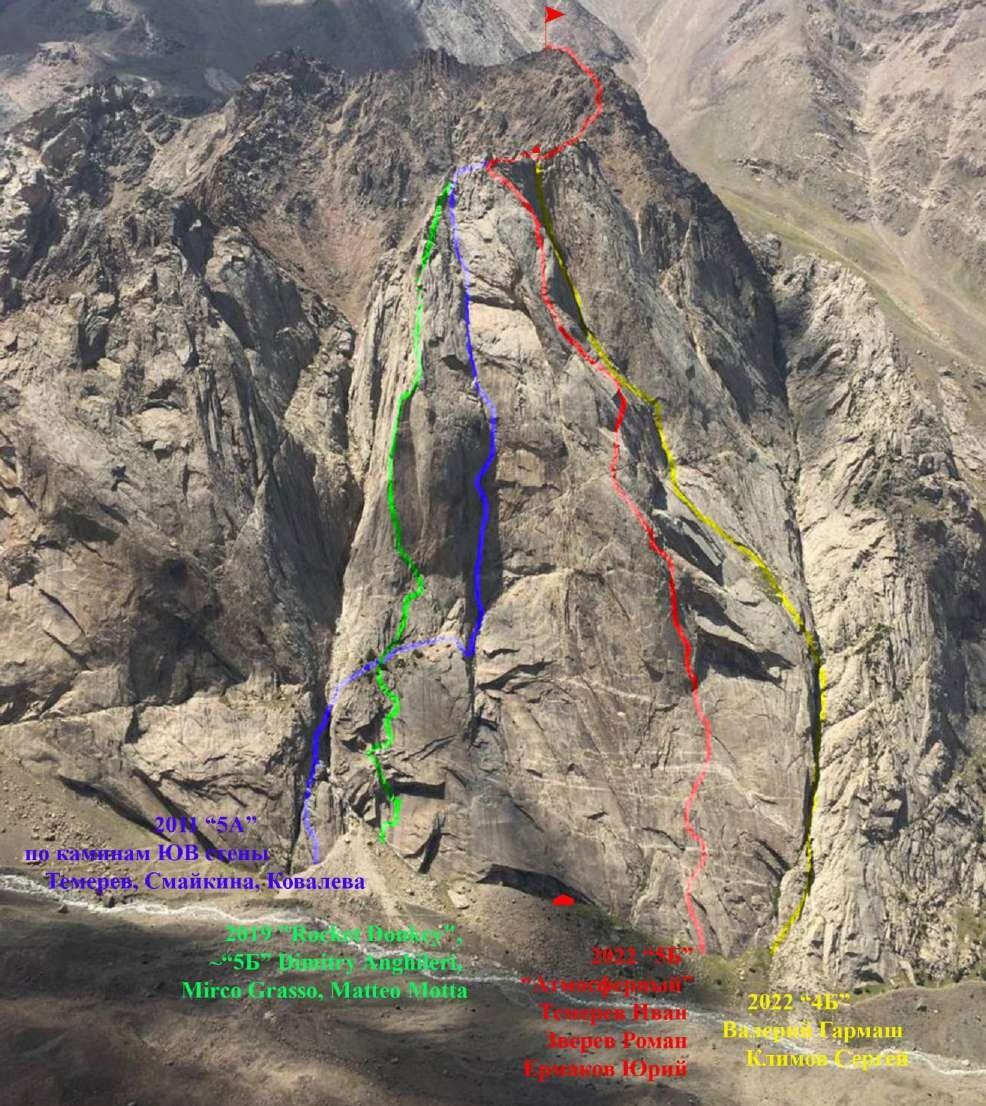 2011 “5А”
по каминам ЮВ стены
Темерев, Смайкина, Ковалева
2019 "Rocket Donkey",
~“5Б” Dimitry Anghileri,
Mirco Grasso, Matteo Motta
2022 “5Б”
“Атмосферный”
Темерев Иван
Зверев Роман
Ермаков Юрий
2022 “4Б”
Валерий Гармаш
Климов Сергей